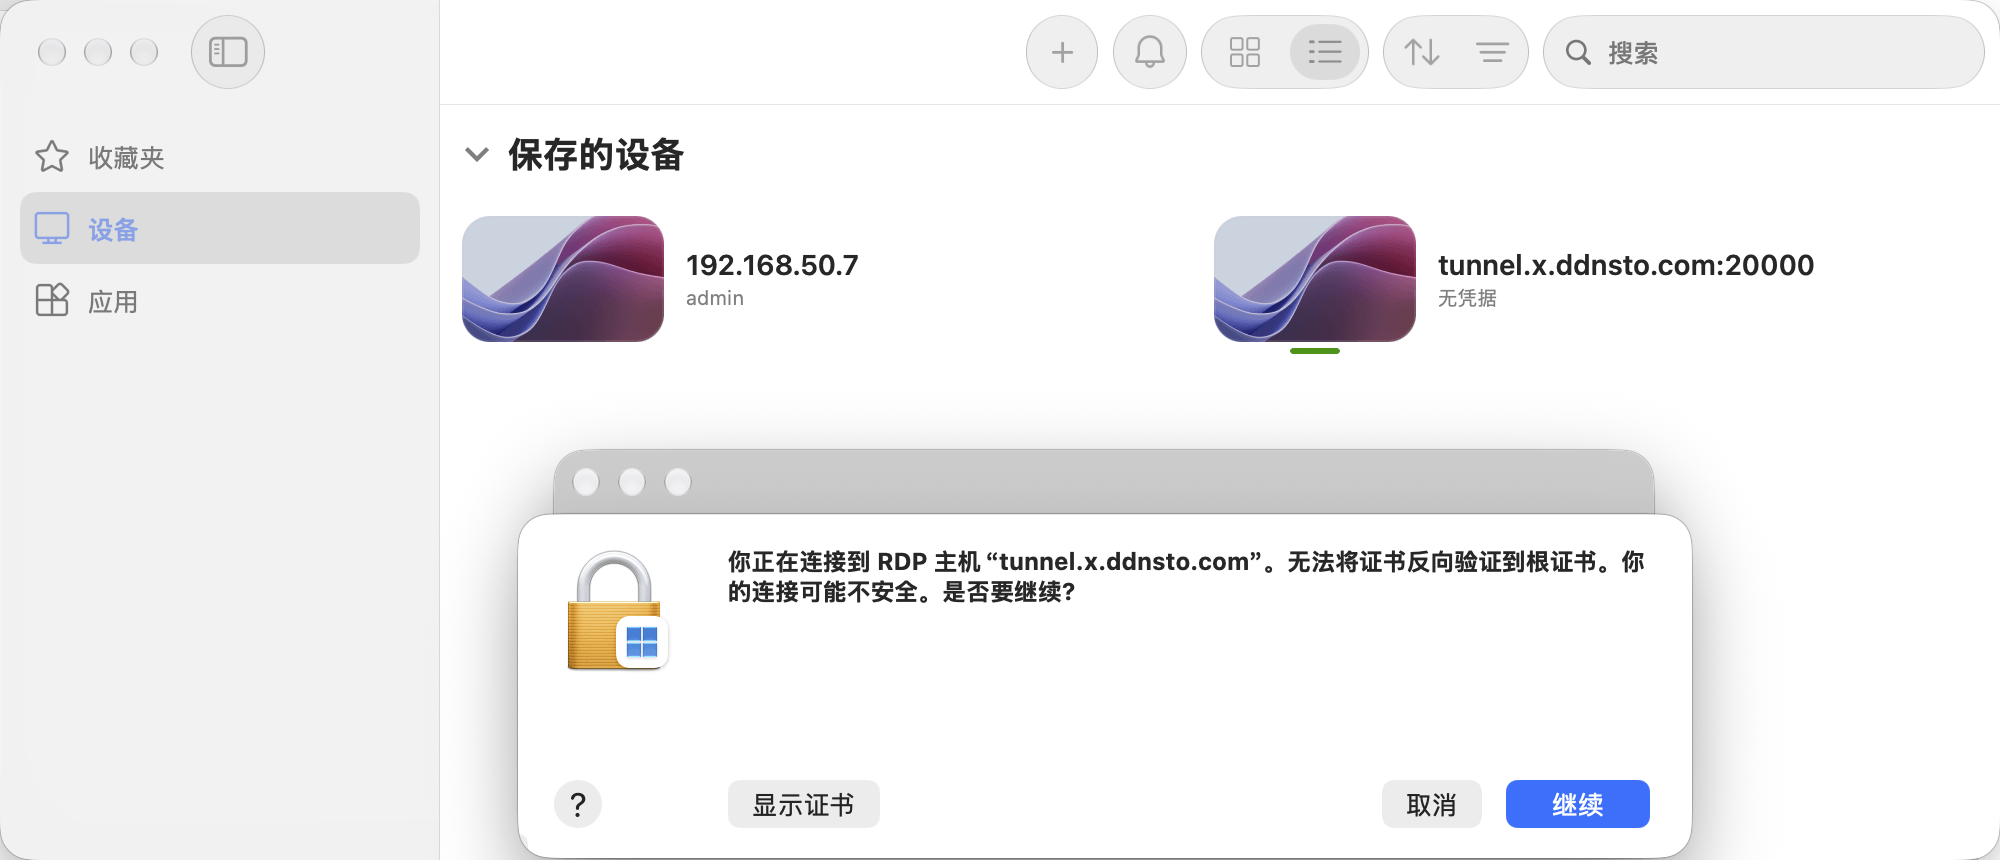 搜索
收藏夹
设备
应用
保存的设备
192.168.50.7
admin
tunnel.x.ddnsto.com:20000
无凭据
你正在连接到 RDP 主机 “tunnel.x.ddnsto.com”。无法将证书反向验证到根证书。你
的连接可能不安全。是否要继续?
?
显示证书
取消
继续